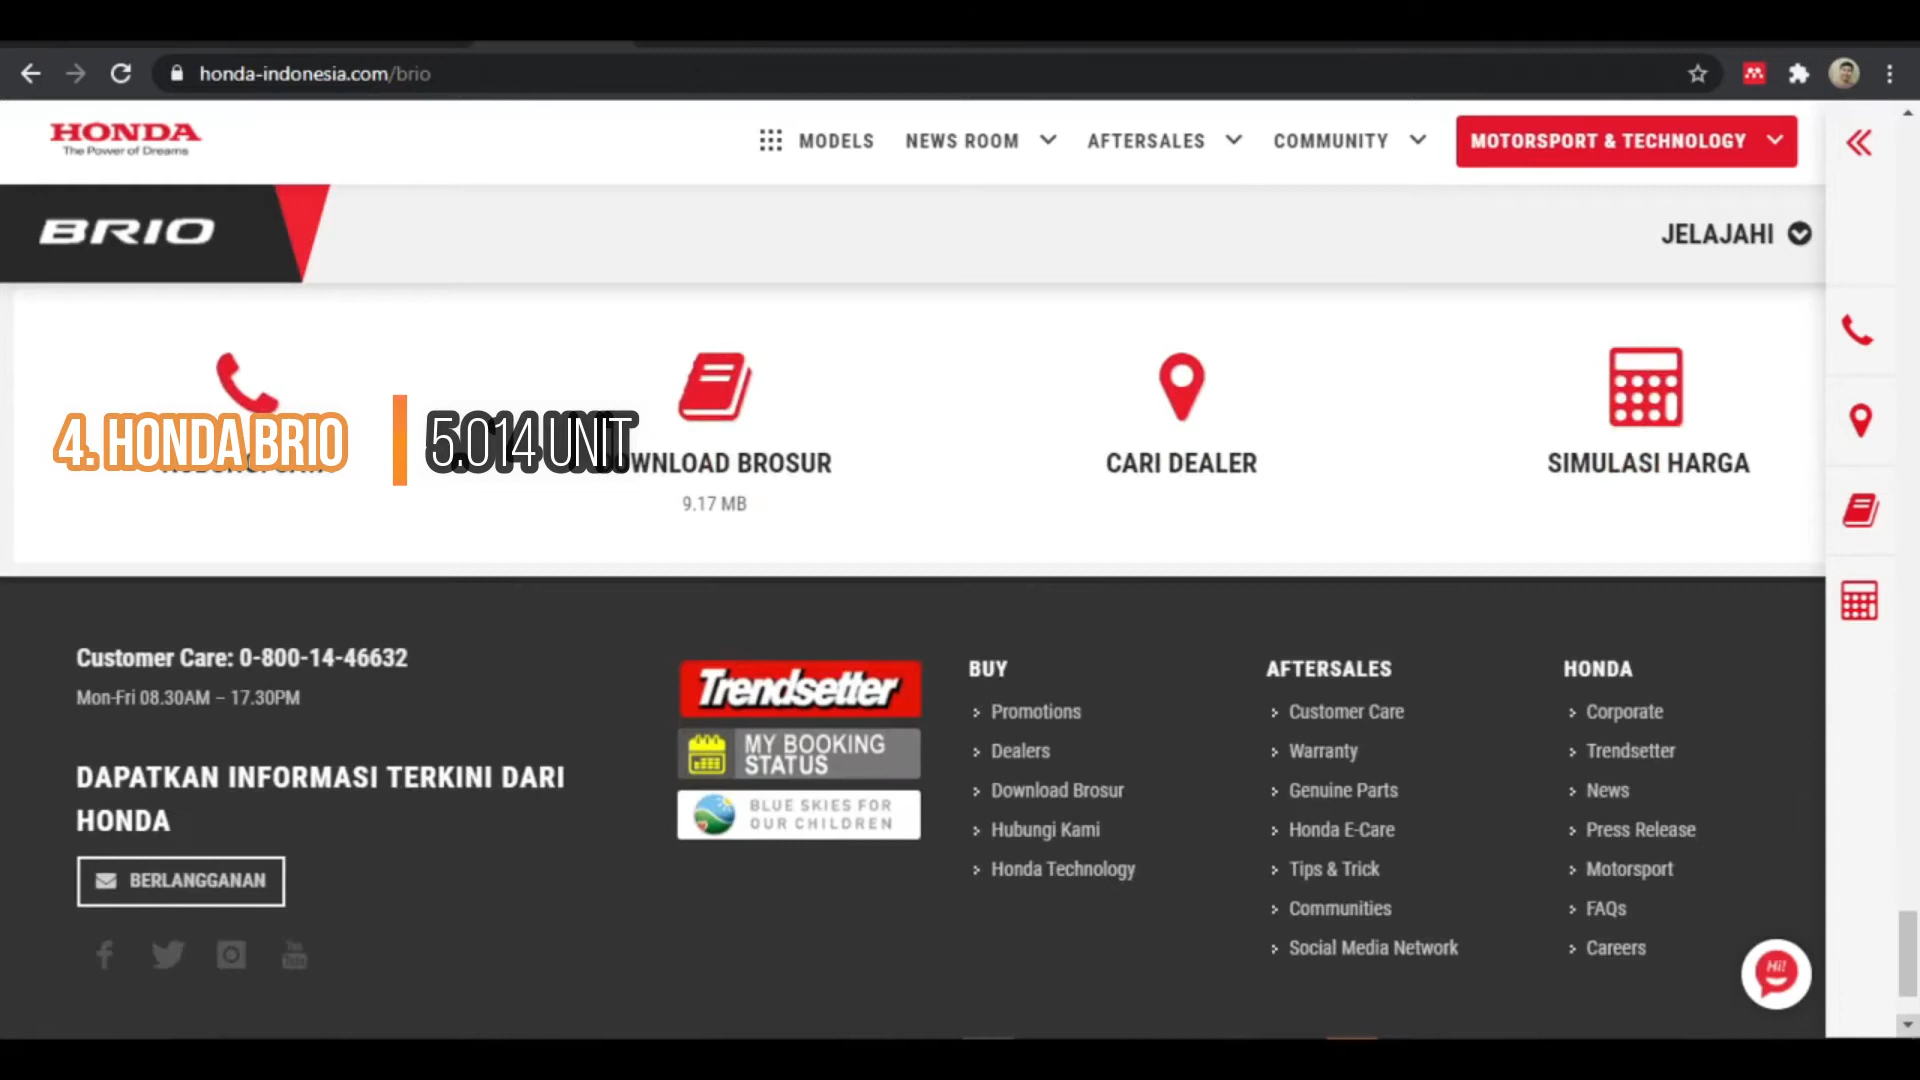 honda-indonesia.com/brio
HONDA
The Power of Dreams
MODELS
NEWS ROOM
AFTERSALES
COMMUNITY
MOTORSPORT & TECHNOLOGY
BRIO
JELAJAHI
4. HONDA BRIO
5.014 UNIT
DOWNLOAD BROSUR
9.17 MB
CARI DEALER
SIMULASI HARGA
Customer Care: 0-800-14-46632
Mon-Fri 08.30AM – 17.30PM
DAPATKAN INFORMASI TERKINI DARI
HONDA
BERLANGGANAN
You
Tube
Trendsetter
MY BOOKING
STATUS
BLUE SKIES FOR
OUR CHILDREN
BUY
Promotions
Dealers
Download Brosur
Hubungi Kami
Honda Technology
AFTERSALES
Customer Care
Warranty
Genuine Parts
Honda E-Care
Tips & Trick
Communities
Social Media Network
HONDA
Corporate
Trendsetter
News
Press Release
Motorsport
FAQs
Careers
Hi!